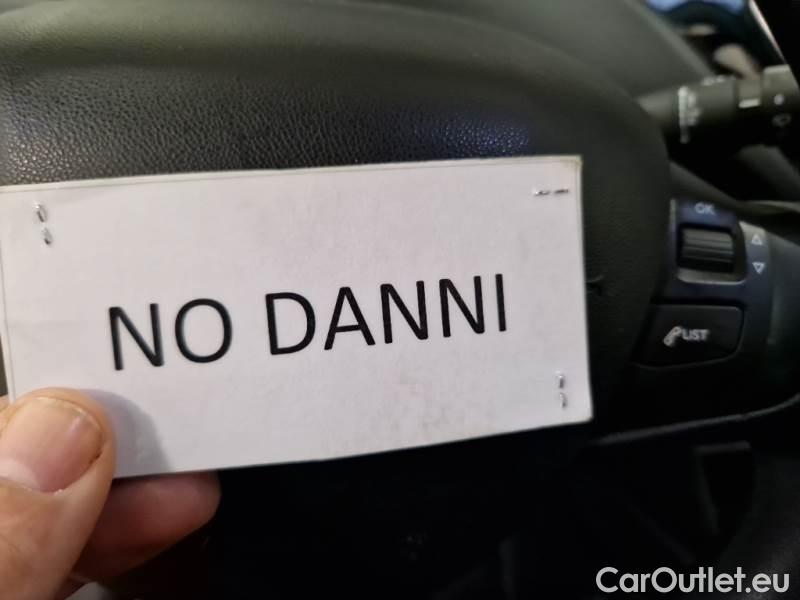 NO DANNI
OK
LIST
CarOutlet.eu